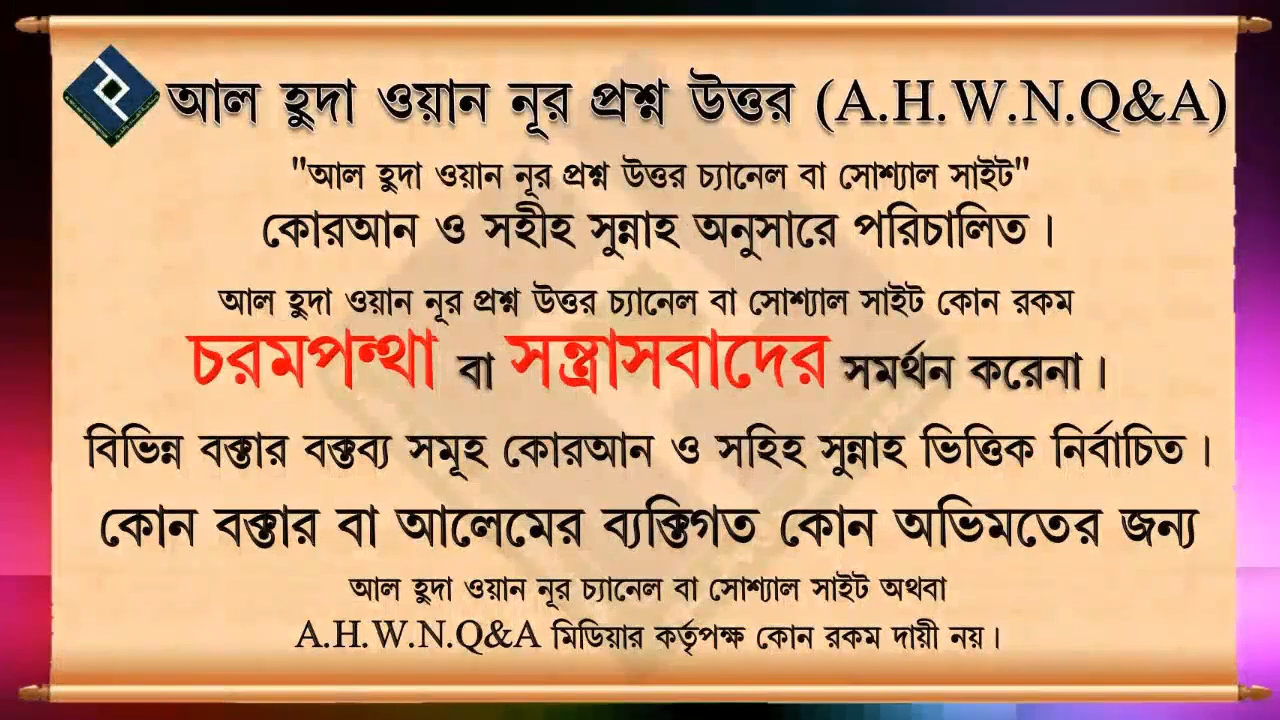 আল হুদা ওয়ান নূর প্রশ্ন উত্তর (A.H.W.N.Q&A)
"আল হুদা ওয়ান নূর প্রশ্ন উত্তর চ্যানেল বা সোশ্যাল সাইট"
কোরআন ও সহীহ সুন্নাহ অনুসারে পরিচালিত।
আল হুদা ওয়ান নূর প্রশ্ন উত্তর চ্যানেল বা সোশ্যাল সাইট কোন রকম
চরমপন্থা বা সন্ত্রাসবাদের সমর্থন করেনা।
বিভিন্ন বক্তার বক্তব্য সমূহ কোরআন ও সহিহ সুন্নাহ ভিত্তিক নির্বাচিত।
কোন বক্তার বা আলেমের ব্যক্তিগত কোন অভিমতের জন্য
আল হুদা ওয়ান নূর চ্যানেল বা সোশ্যাল সাইট অথবা
A.H.W.N.Q&A মিডিয়ার কর্তৃপক্ষ কোন রকম দায়ী নয়।